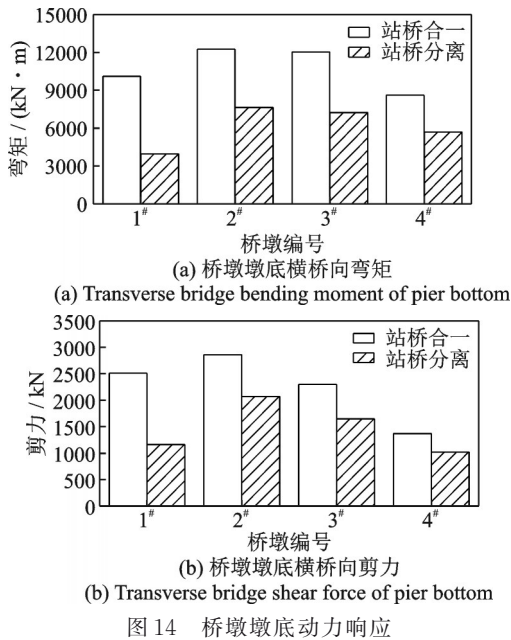 15000
12000
9000
6000
3000
0
弯矩/(kN·m)
站桥合一
站桥分离
1# 2# 3# 4#
桥墩编号
(a) 桥墩墩底横桥向弯矩
(a) Transverse bridge bending moment of pier bottom
3500
3000
2500
2000
1500
1000
500
0
剪力/kN
站桥合一
站桥分离
1# 2# 3# 4#
桥墩编号
(b) 桥墩墩底横桥向剪力
(b) Transverse bridge shear force of pier bottom
图14 桥墩墩底动力响应